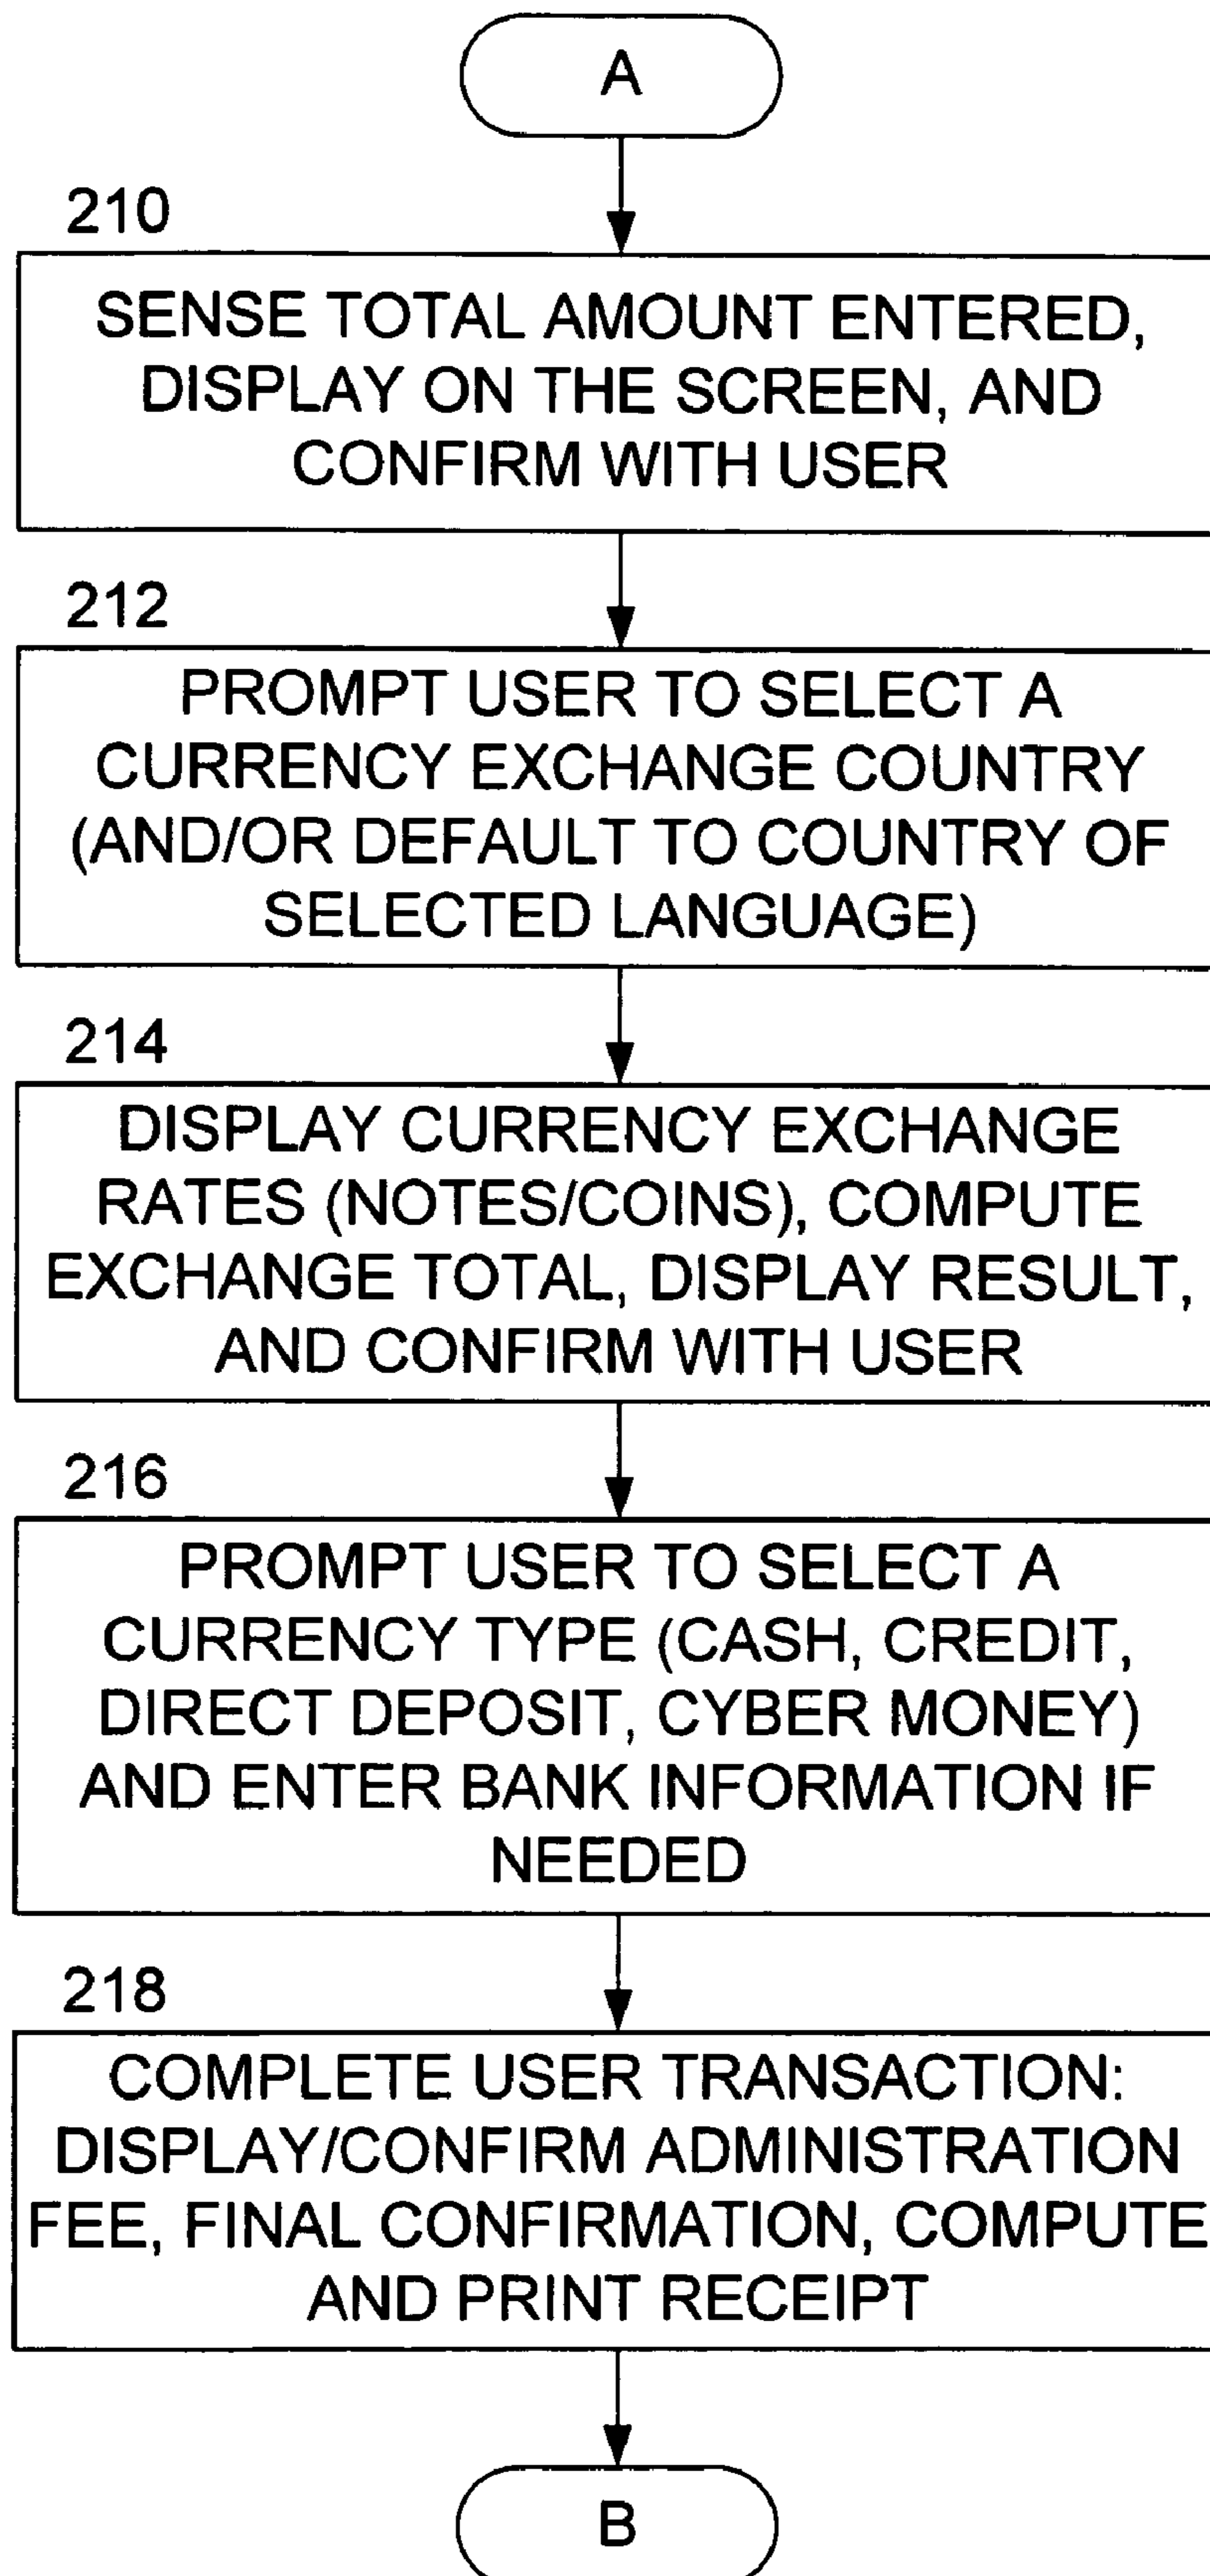 A
210
SENSE TOTAL AMOUNT ENTERED,
DISPLAY ON THE SCREEN, AND
CONFIRM WITH USER
212
PROMPT USER TO SELECT A
CURRENCY EXCHANGE COUNTRY
(AND/OR DEFAULT TO COUNTRY OF
SELECTED LANGUAGE)
214
DISPLAY CURRENCY EXCHANGE
RATES (NOTES/COINS), COMPUTE
EXCHANGE TOTAL, DISPLAY RESULT,
AND CONFIRM WITH USER
216
PROMPT USER TO SELECT A
CURRENCY TYPE (CASH, CREDIT,
DIRECT DEPOSIT, CYBER MONEY)
AND ENTER BANK INFORMATION IF
NEEDED
218
COMPLETE USER TRANSACTION:
DISPLAY/CONFIRM ADMINISTRATION
FEE, FINAL CONFIRMATION, COMPUTE
AND PRINT RECEIPT
B